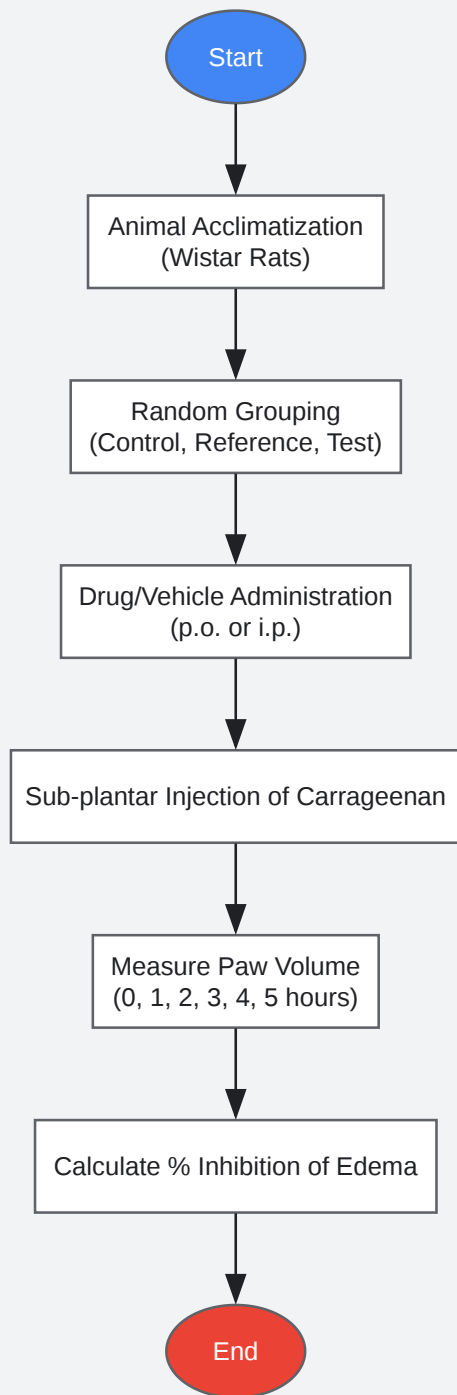 Start
Animal Acclimatization
(Wistar Rats)
Random Grouping
(Control, Reference, Test)
Drug/Vehicle Administration
(p.o. or i.p.)
Sub-plantar Injection of Carrageenan
Measure Paw Volume
(0, 1, 2, 3, 4, 5 hours)
Calculate % Inhibition of Edema
End